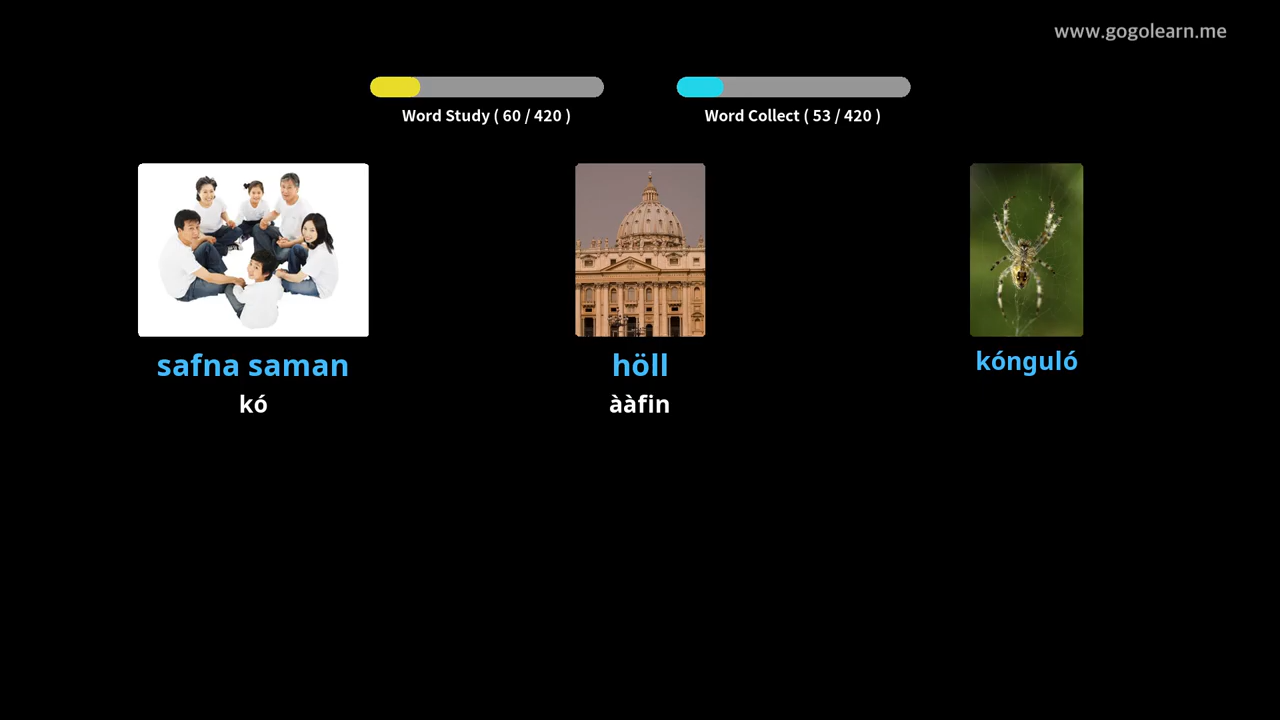 www.gogolearn.me
Word Study ( 60 / 420 )
Word Collect ( 53 / 420 )
safna saman
höll
kónguló
kó
ààfin